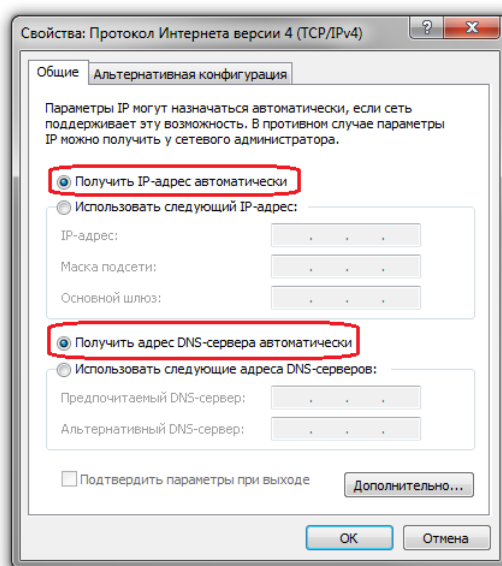 Свойства: Протокол Интернета версии 4 (TCP/IPv4)
Общие
Альтернативная конфигурация
Параметры IP могут назначаться автоматически, если сеть
поддерживает эту возможность. В противном случае параметры
IP можно получить у сетевого администратора.
Получить IP-адрес автоматически
Использовать следующий IP-адрес:
IP-адрес:
Маска подсети:
Основной шлюз:
Получить адрес DNS-сервера автоматически
Использовать следующие адреса DNS-серверов:
Предпочитаемый DNS-сервер:
Альтернативный DNS-сервер:
Подтвердить параметры при выходе
Дополнительно...
ОК
Отмена